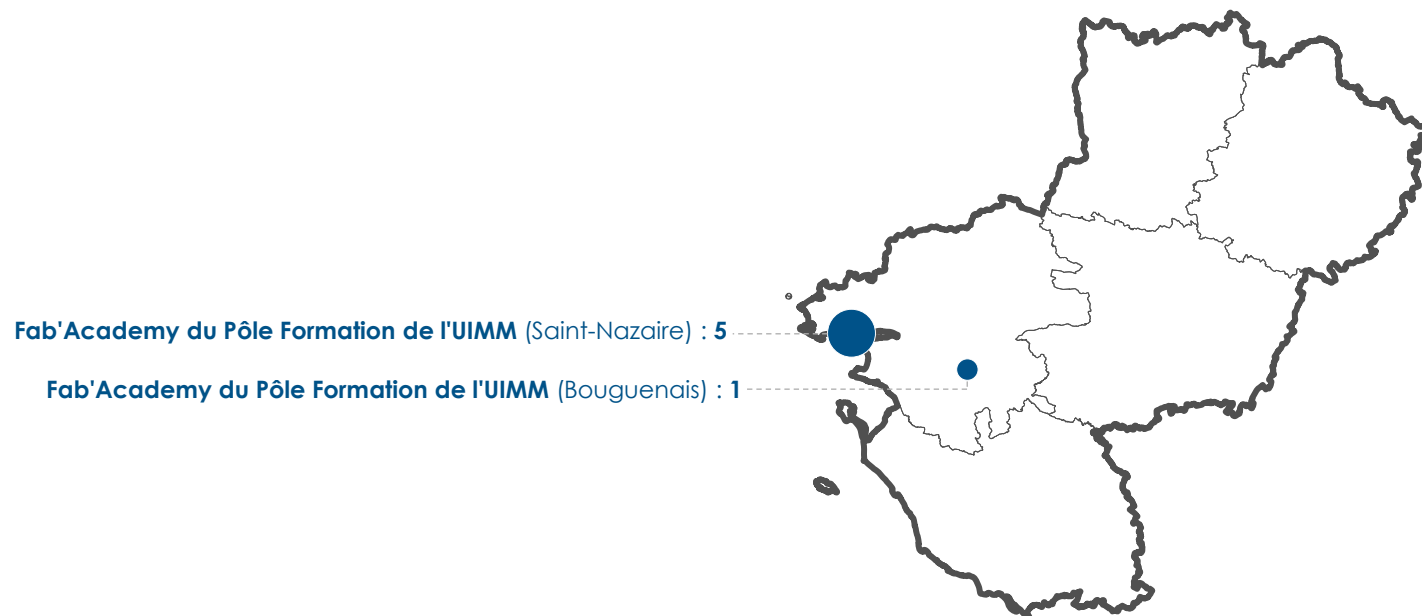 Fab'Academy du Pôle Formation de l'UIMM (Saint-Nazaire) : 5
Fab'Academy du Pôle Formation de l'UIMM (Bouguenais) : 1